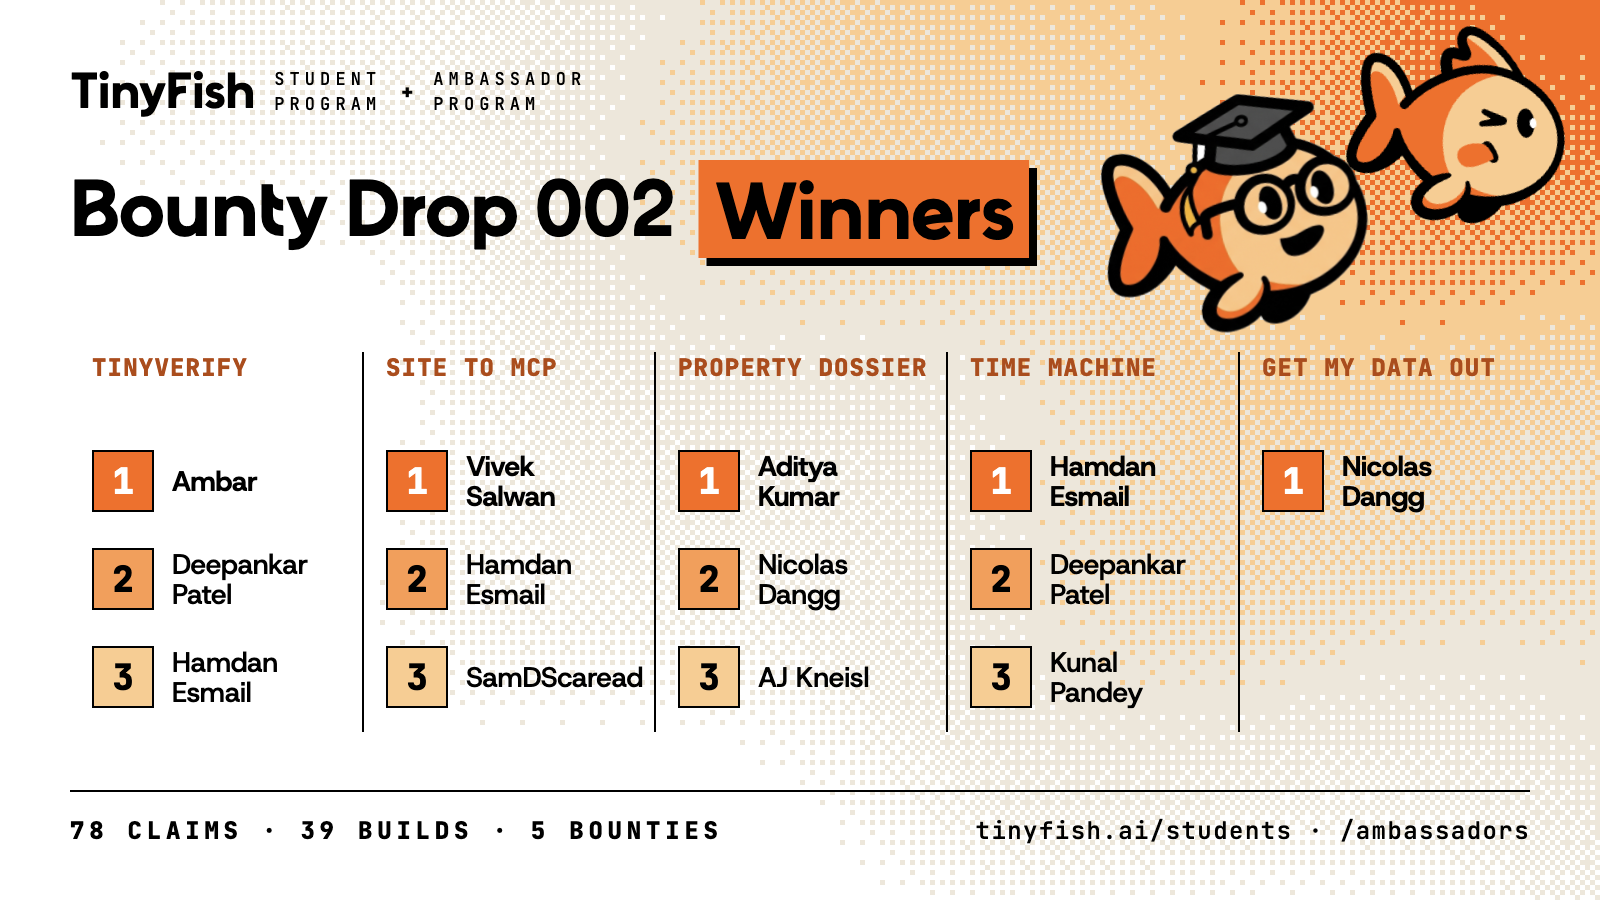 TinyFish
STUDENT
PROGRAM
+
AMBASSADOR
PROGRAM
Bounty Drop 002 Winners
TINYVERIFY
1
Ambar
2
Deepankar
Patel
3
Hamdan
Esmail
SITE TO MCP
1
Vivek
Salwan
2
Hamdan
Esmail
3
SamDScaread
PROPERTY DOSSIER
1
Aditya
Kumar
2
Nicolas
Dangg
3
AJ Kneisl
TIME MACHINE
1
Hamdan
Esmail
2
Deepankar
Patel
3
Kunal
Pandey
GET MY DATA OUT
1
Nicolas
Dangg
78 CLAIMS · 39 BUILDS · 5 BOUNTIES
tinyfish.ai/students · /ambassadors